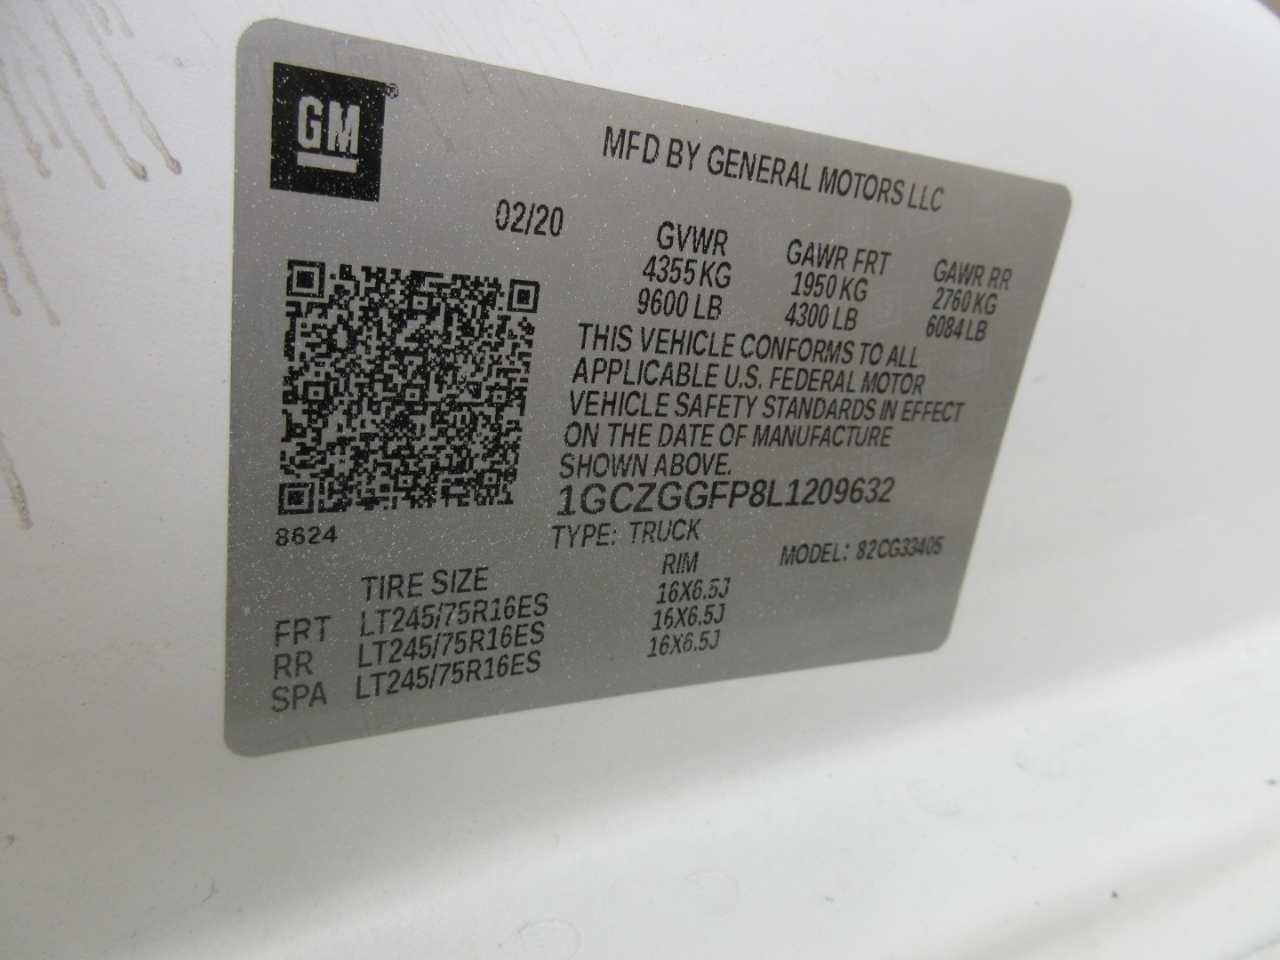 GM®
MFD BY GENERAL MOTORS LLC
02/20
GVWR GAWR FRT GAWR RR
4355 KG 1950 KG 2760 KG
9600 LB 4300 LB 6084 LB
THIS VEHICLE CONFORMS TO ALL
APPLICABLE U.S. FEDERAL MOTOR
VEHICLE SAFETY STANDARDS IN EFFECT
ON THE DATE OF MANUFACTURE
SHOWN ABOVE.
1GCZGGFP8L1209632
8624
TYPE: TRUCK MODEL: 82CG33405
TIRE SIZE RIM
FRT LT245/75R16ES 16X6.5J
RR LT245/75R16ES 16X6.5J
SPA LT245/75R16ES 16X6.5J